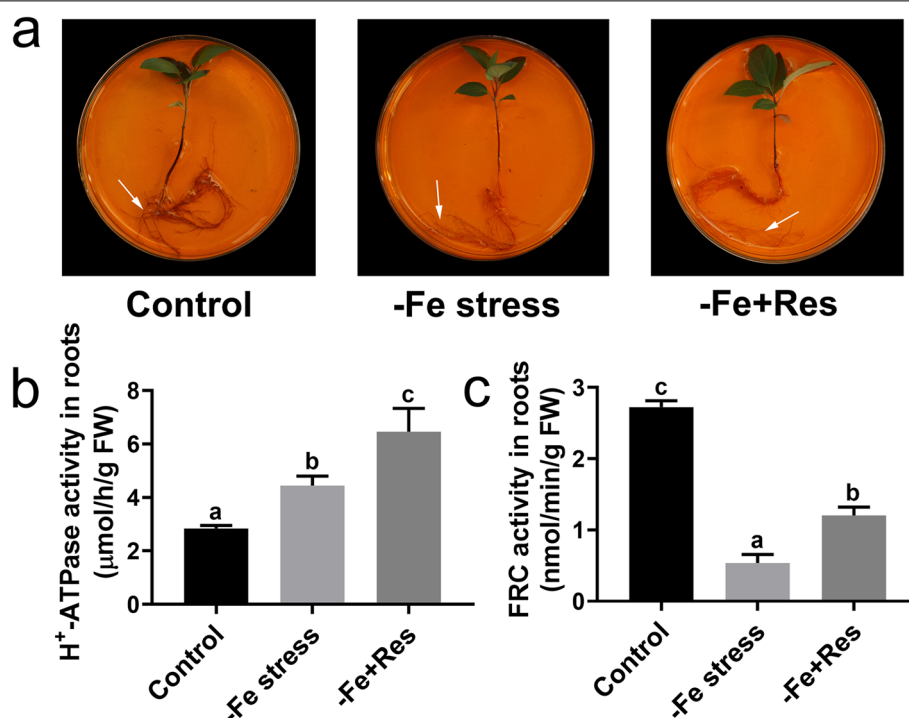 a
Control
-Fe stress
-Fe+Res
b
H⁺-ATPase activity in roots
(μmol/h/g FW)
8
6
4
2
0
a
b
c
Control
-Fe stress
-Fe+Res
c
FRC activity in roots
(nmol/min/g FW)
3
2
1
0
c
a
b
Control
-Fe stress
-Fe+Res